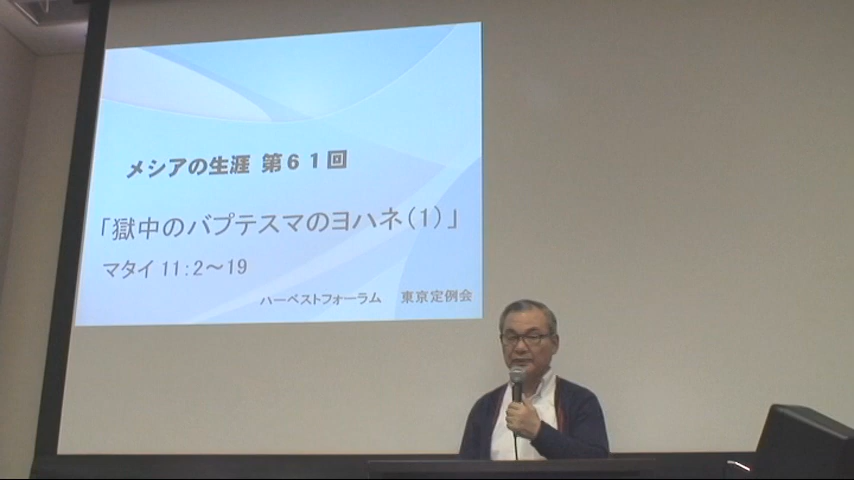 メシアの生涯 第６１回
「獄中のバプテスマのヨハネ(1)」
マタイ 11：2～19
ハーベストフォーラム 東京定例会